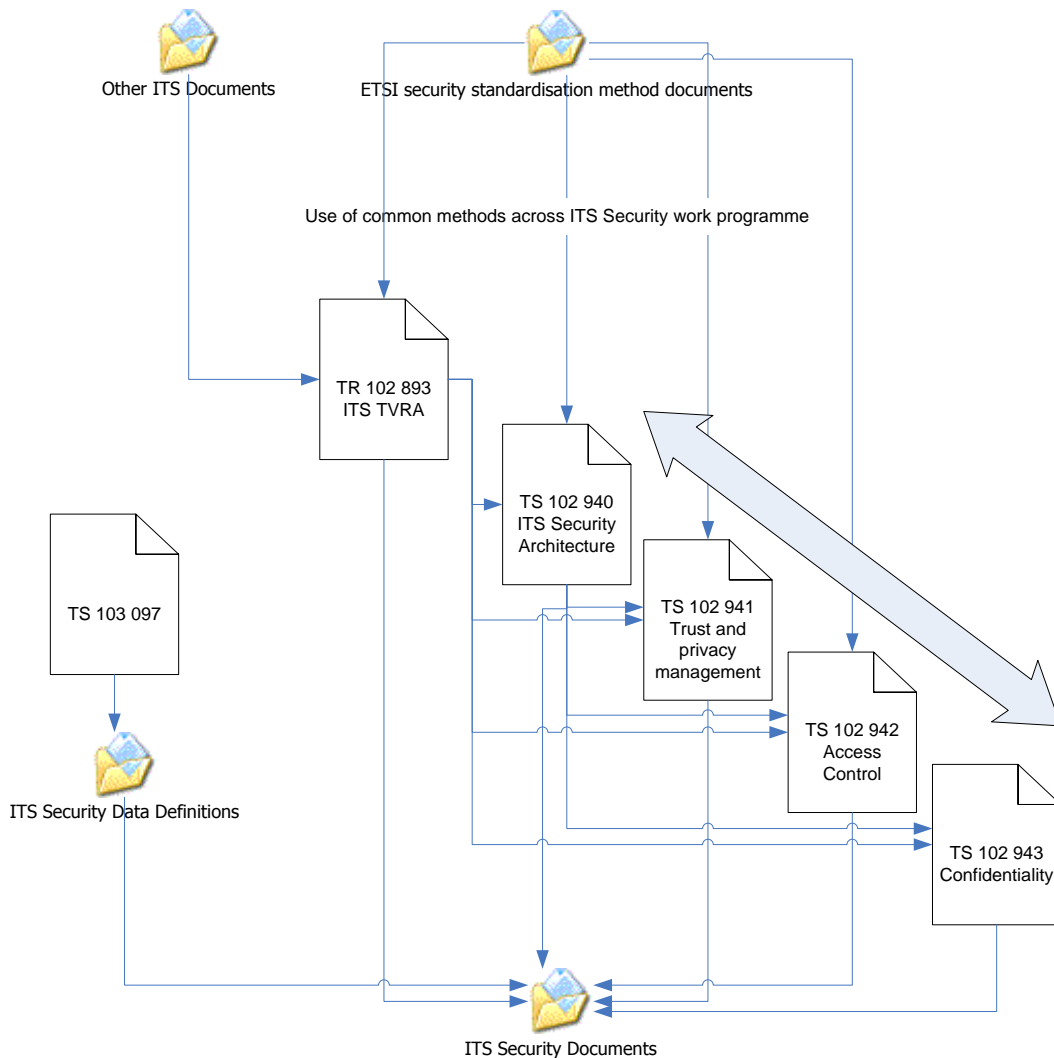 Other ITS Documents
ETSI security standardisation method documents
Use of common methods across ITS Security work programme
TR 102 893
ITS TVRA
TS 102 940
ITS Security
Architecture
TS 103 097
TS 102 941
Trust and
privacy
management
TS 102 942
Access
Control
ITS Security Data Definitions
TS 102 943
Confidentiality
ITS Security Documents